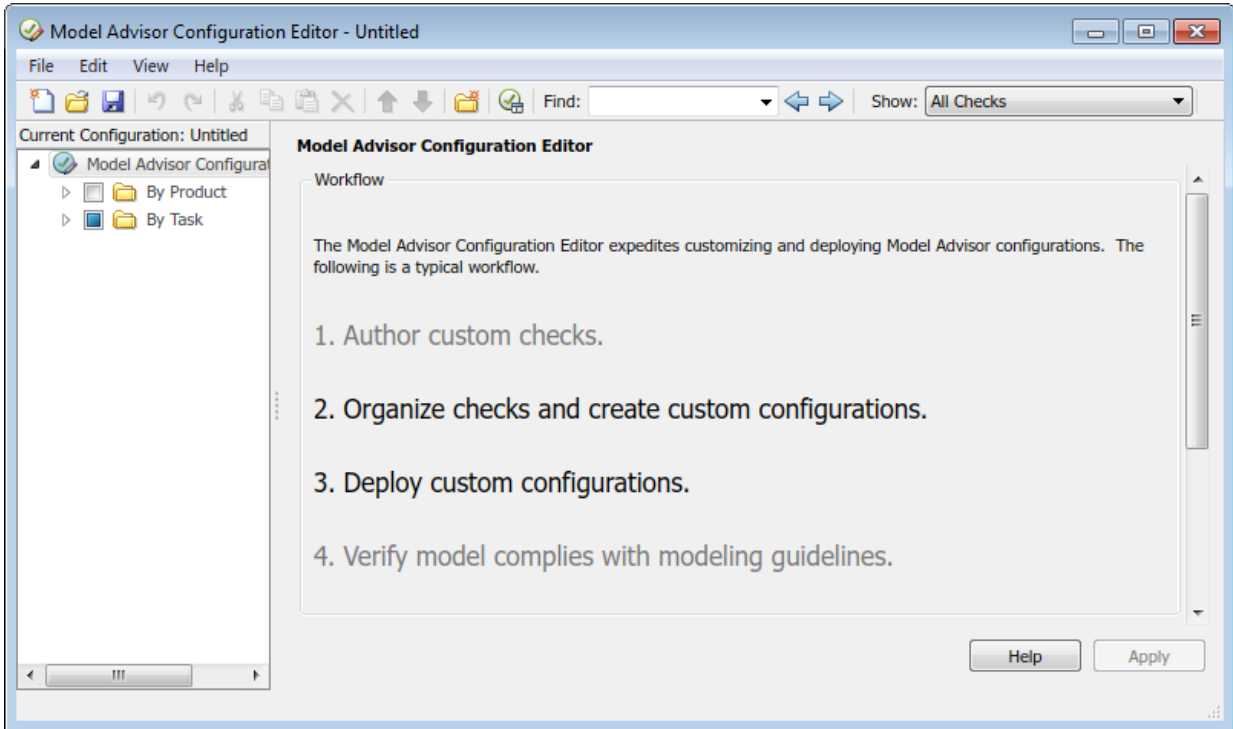 Model Advisor Configuration Editor - Untitled
File Edit View Help
Find: Show: All Checks
Current Configuration: Untitled
Model Advisor Configurat
By Product
By Task
Model Advisor Configuration Editor
Workflow
The Model Advisor Configuration Editor expedites customizing and deploying Model Advisor configurations. The
following is a typical workflow.
1. Author custom checks.
2. Organize checks and create custom configurations.
3. Deploy custom configurations.
4. Verify model complies with modeling guidelines.
Help Apply